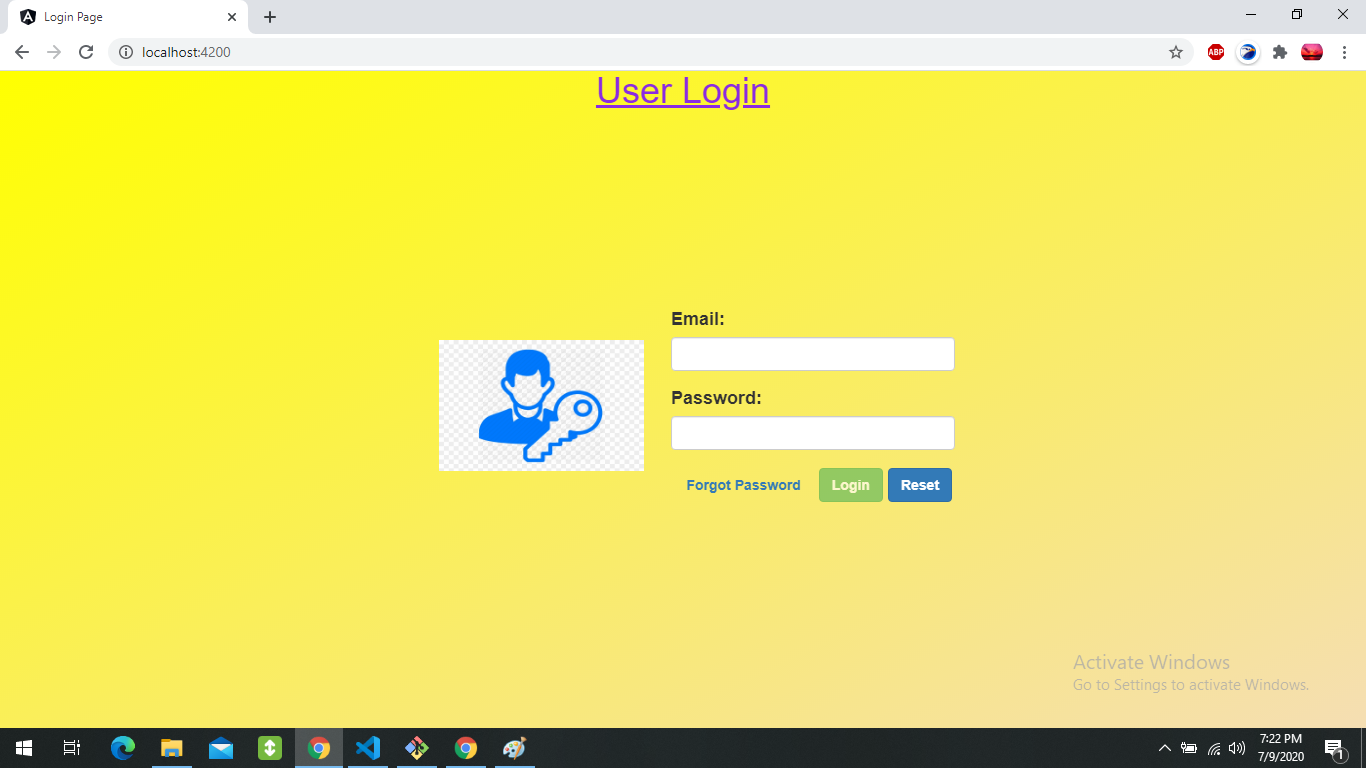 Login Page
localhost:4200
ABP
User Login
Email:
Password:
Forgot Password Login Reset
Activate Windows
Go to Settings to activate Windows.
7:22 PM
7/9/2020
1